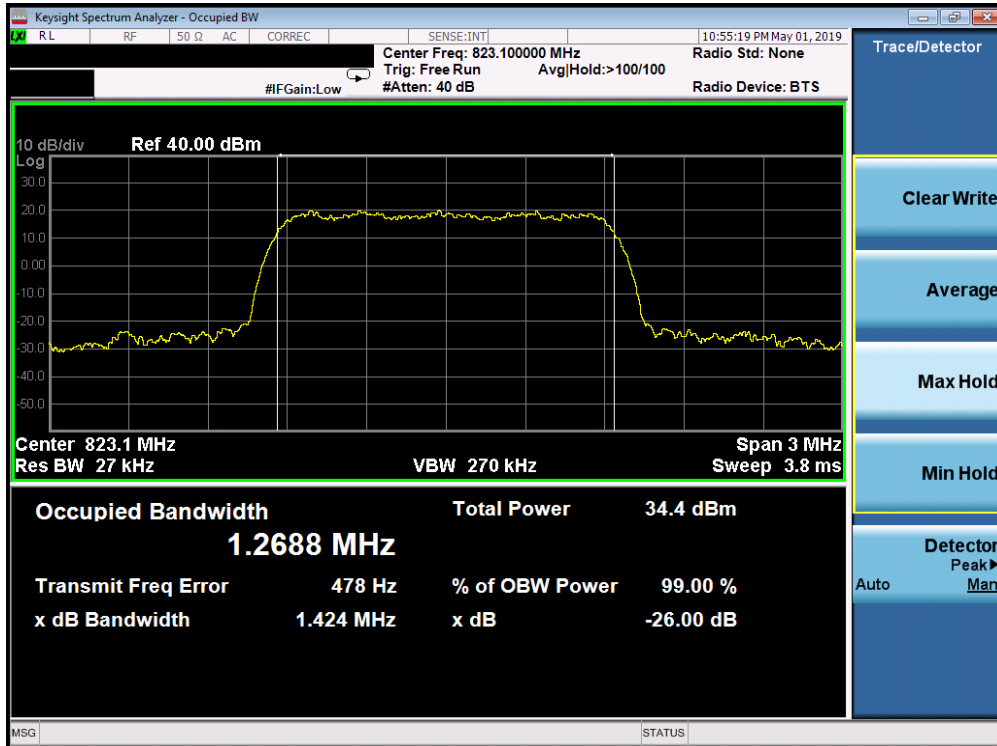 Keysight Spectrum Analyzer - Occupied BW
LXI RL RF 50 Ω AC CORREC SENSE:INT 10:55:19 PM May 01, 2019
Center Freq: 823.100000 MHz Radio Std: None
Trig: Free Run Avg|Hold:>100/100
#IFGain:Low #Atten: 40 dB Radio Device: BTS
Trace/Detector
10 dB/div Ref 40.00 dBm
Log
30.0
20.0
10.0
0.00
-10.0
-20.0
-30.0
-40.0
-50.0
Center 823.1 MHz Span 3 MHz
Res BW 27 kHz VBW 270 kHz Sweep 3.8 ms
Occupied Bandwidth Total Power 34.4 dBm
1.2688 MHz
Transmit Freq Error 478 Hz % of OBW Power 99.00 %
x dB Bandwidth 1.424 MHz x dB -26.00 dB
Clear Write
Average
Max Hold
Min Hold
Detector
Peak▶
Auto Man
MSG STATUS